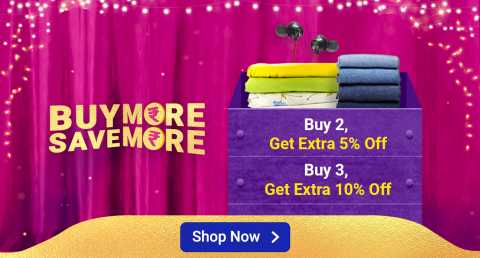 BUY MORE
SAVE MORE
Buy 2,
Get Extra 5% Off
Buy 3,
Get Extra 10% Off
Shop Now